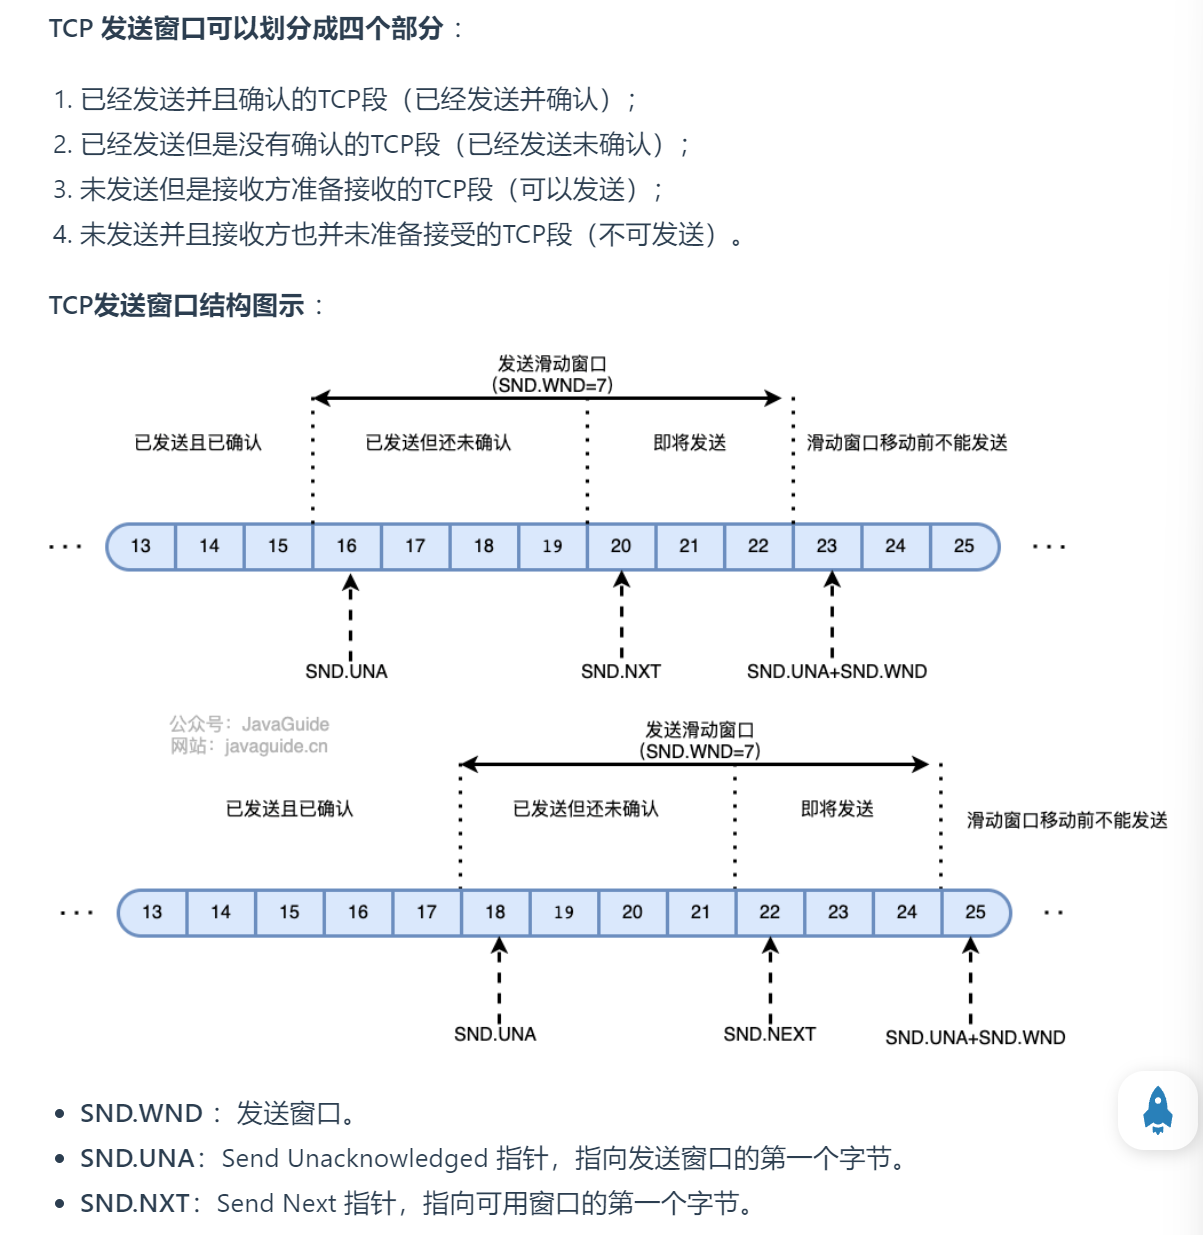 TCP 发送窗口可以划分成四个部分 ：
1. 已经发送并且确认的TCP段（已经发送并确认）；
2. 已经发送但是没有确认的TCP段（已经发送未确认）；
3. 未发送但是接收方准备接收的TCP段（可以发送）；
4. 未发送并且接收方也并未准备接受的TCP段（不可发送）。
TCP发送窗口结构图示 ：
发送滑动窗口
(SND.WND=7)
已发送且已确认 已发送但还未确认 即将发送 滑动窗口移动前不能发送
··· 13 14 15 16 17 18 19 20 21 22 23 24 25 ···
SND.UNA SND.NXT SND.UNA+SND.WND
公众号：JavaGuide
网站：javaguide.cn
发送滑动窗口
(SND.WND=7)
已发送且已确认 已发送但还未确认 即将发送 滑动窗口移动前不能发送
··· 13 14 15 16 17 18 19 20 21 22 23 24 25 ··
SND.UNA SND.NEXT SND.UNA+SND.WND
• SND.WND ：发送窗口。
• SND.UNA：Send Unacknowledged 指针，指向发送窗口的第一个字节。
• SND.NXT：Send Next 指针，指向可用窗口的第一个字节。